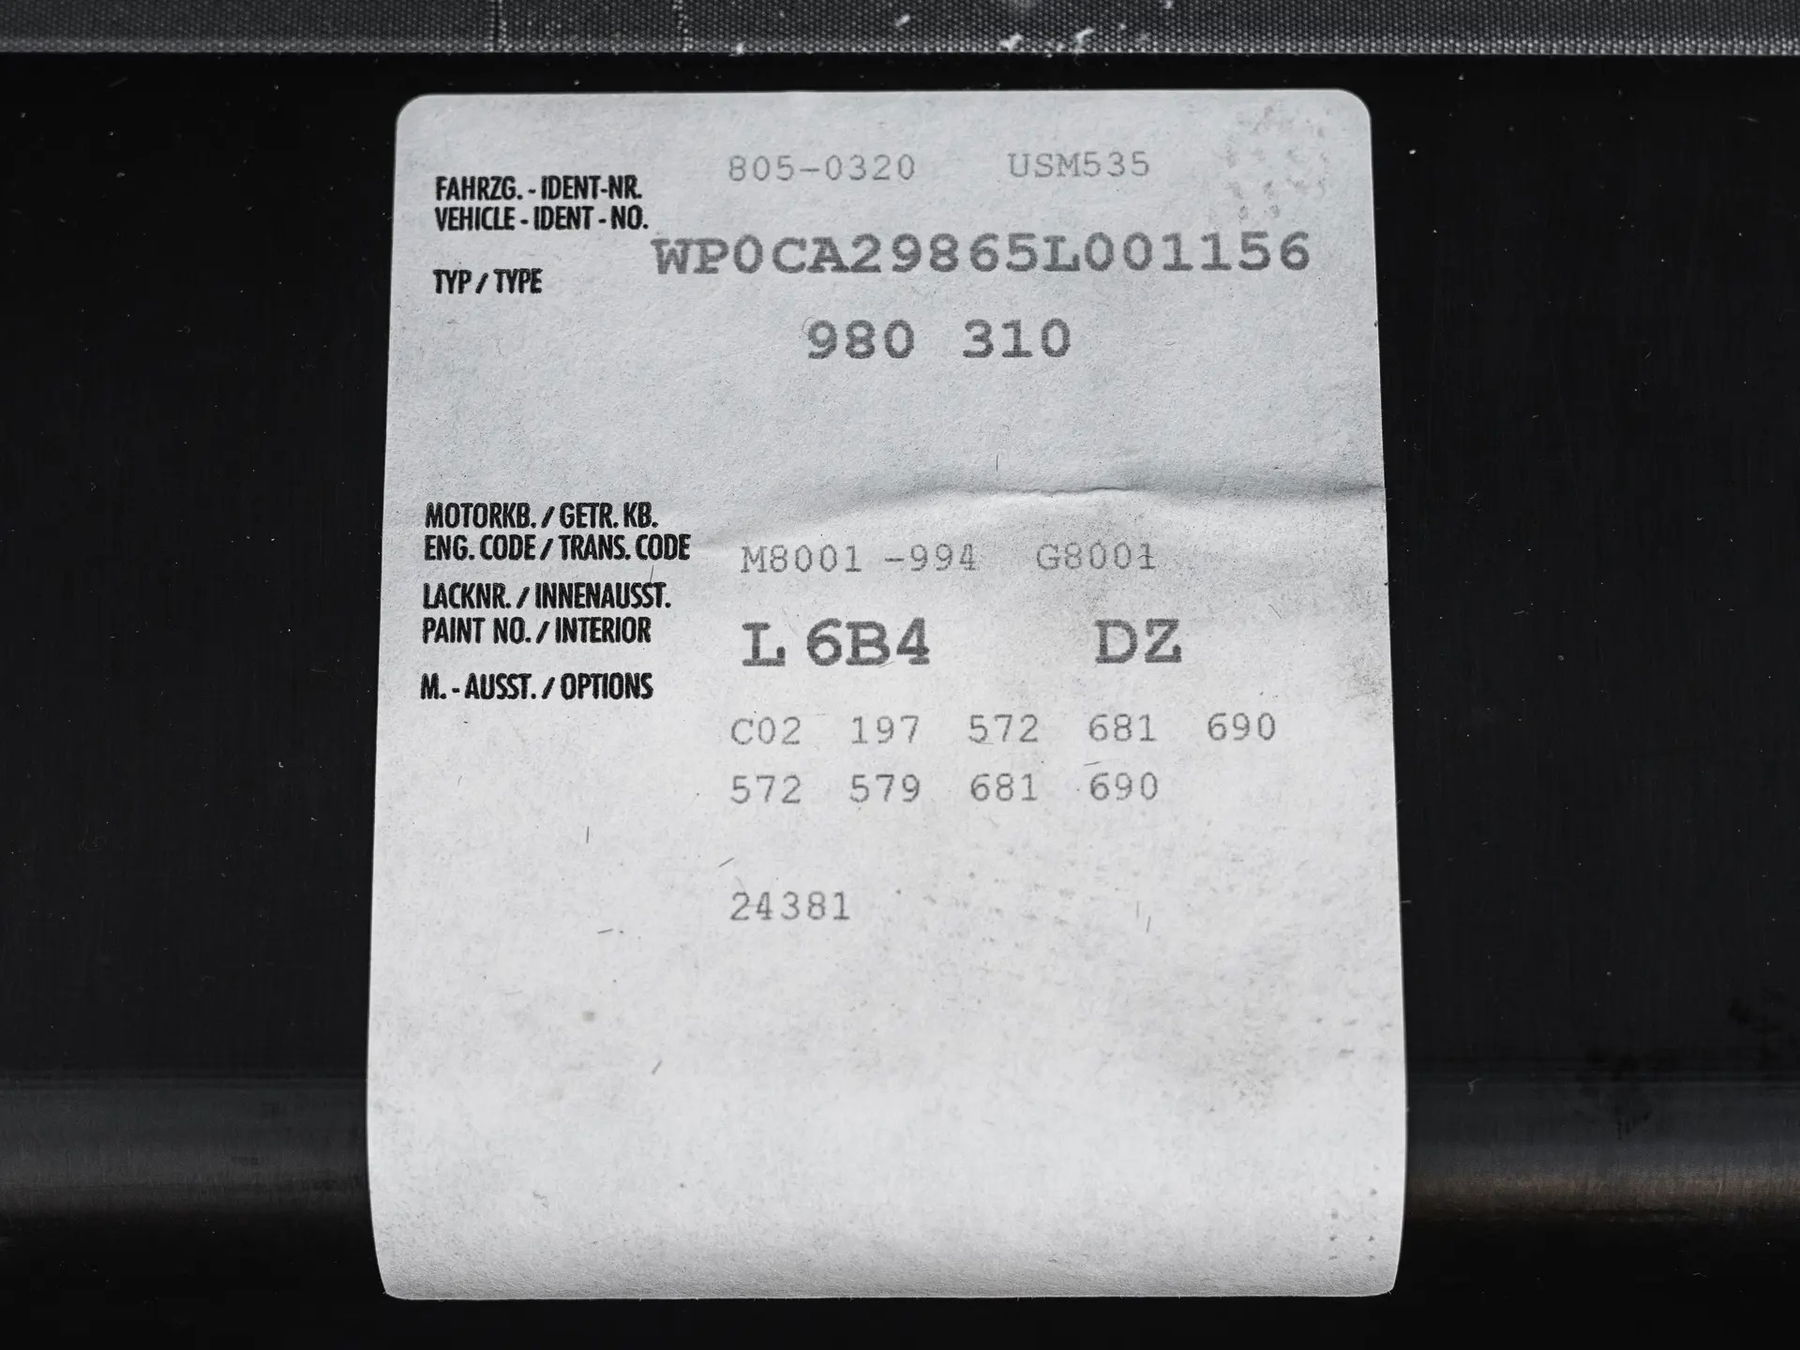 805-0320 USM535
FAHRZG. - IDENT-NR.
VEHICLE - IDENT - NO.
WP0CA29865L001156
TYP / TYPE
980 310
MOTORKB. / GETR. KB.
ENG. CODE / TRANS. CODE
M8001 -994 G8001
LACKNR. / INNENAUSST.
PAINT NO. / INTERIOR
L 6B4 DZ
M. - AUSST. / OPTIONS
C02 197 572 681 690
572 579 681 690
24381